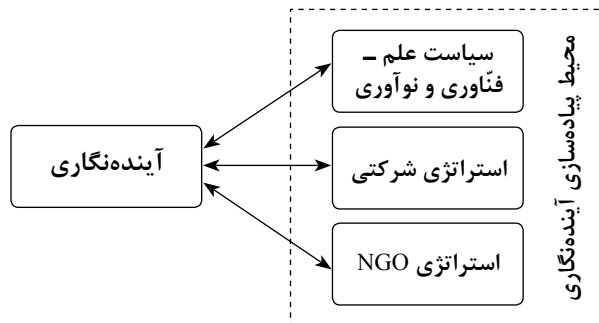 سیاست علم ـ
فنّاوری و نوآوری
آینده‌نگاری
استراتژی شرکتی
استراتژی NGO
محیط پیاده‌سازی آینده‌نگاری